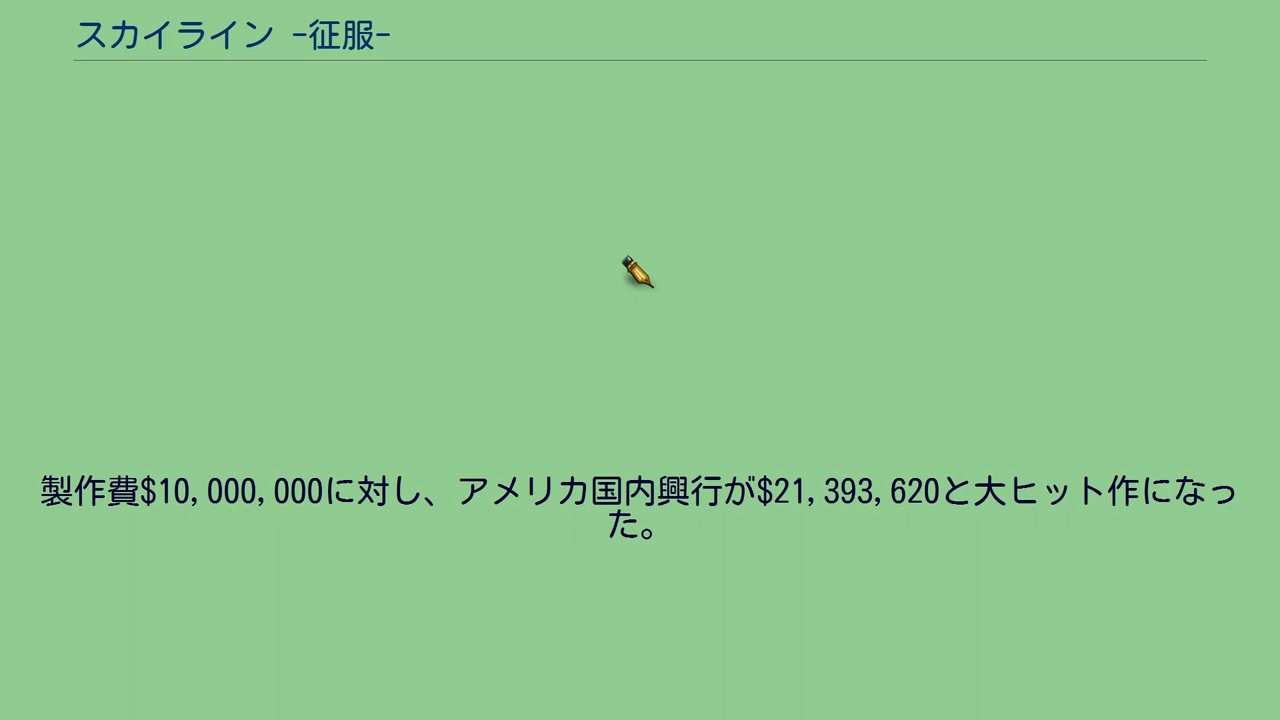 スカイライン -征服-
製作費$10,000,000に対し、アメリカ国内興行が$21,393,620と大ヒット作になっ
た。